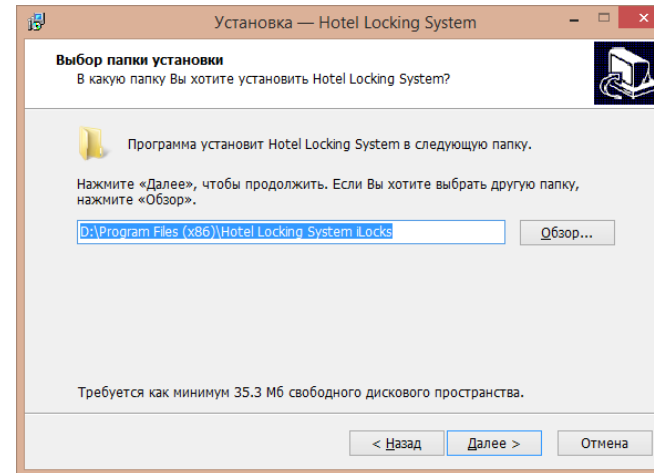 Установка — Hotel Locking System
Выбор папки установки
В какую папку Вы хотите установить Hotel Locking System?
Программа установит Hotel Locking System в следующую папку.
Нажмите «Далее», чтобы продолжить. Если Вы хотите выбрать другую папку,
нажмите «Обзор».
D:\Program Files (x86)\Hotel Locking System iLocks
Обзор...
Требуется как минимум 35.3 Мб свободного дискового пространства.
< Назад
Далее >
Отмена